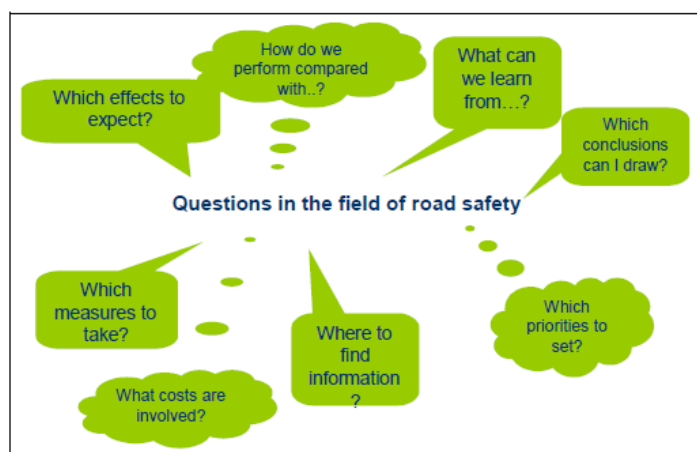 How do we
perform compared
with..?
Which effects to
expect?
What can
we learn
from...?
Which
conclusions
can I draw?
Questions in the field of road safety
Which
measures to
take?
Where to
find
information
?
Which
priorities to
set?
What costs are
involved?